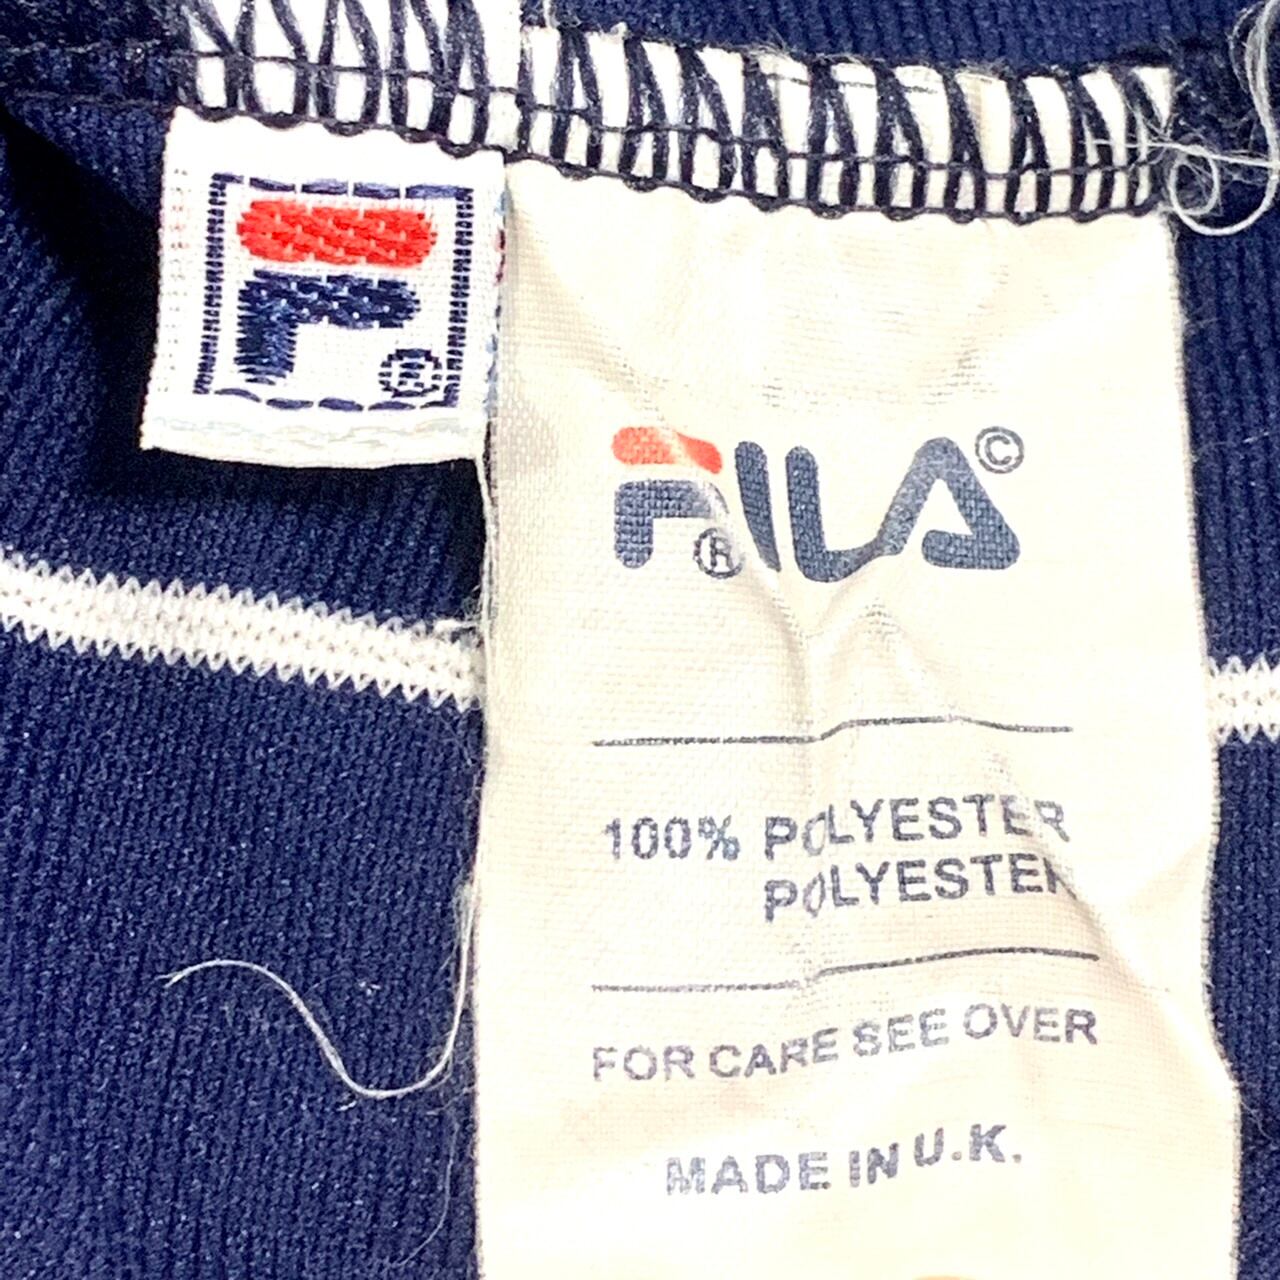 F®
FILA©
®
100% POLYESTER
POLYESTER
FOR CARE SEE OVER
MADE IN U.K.